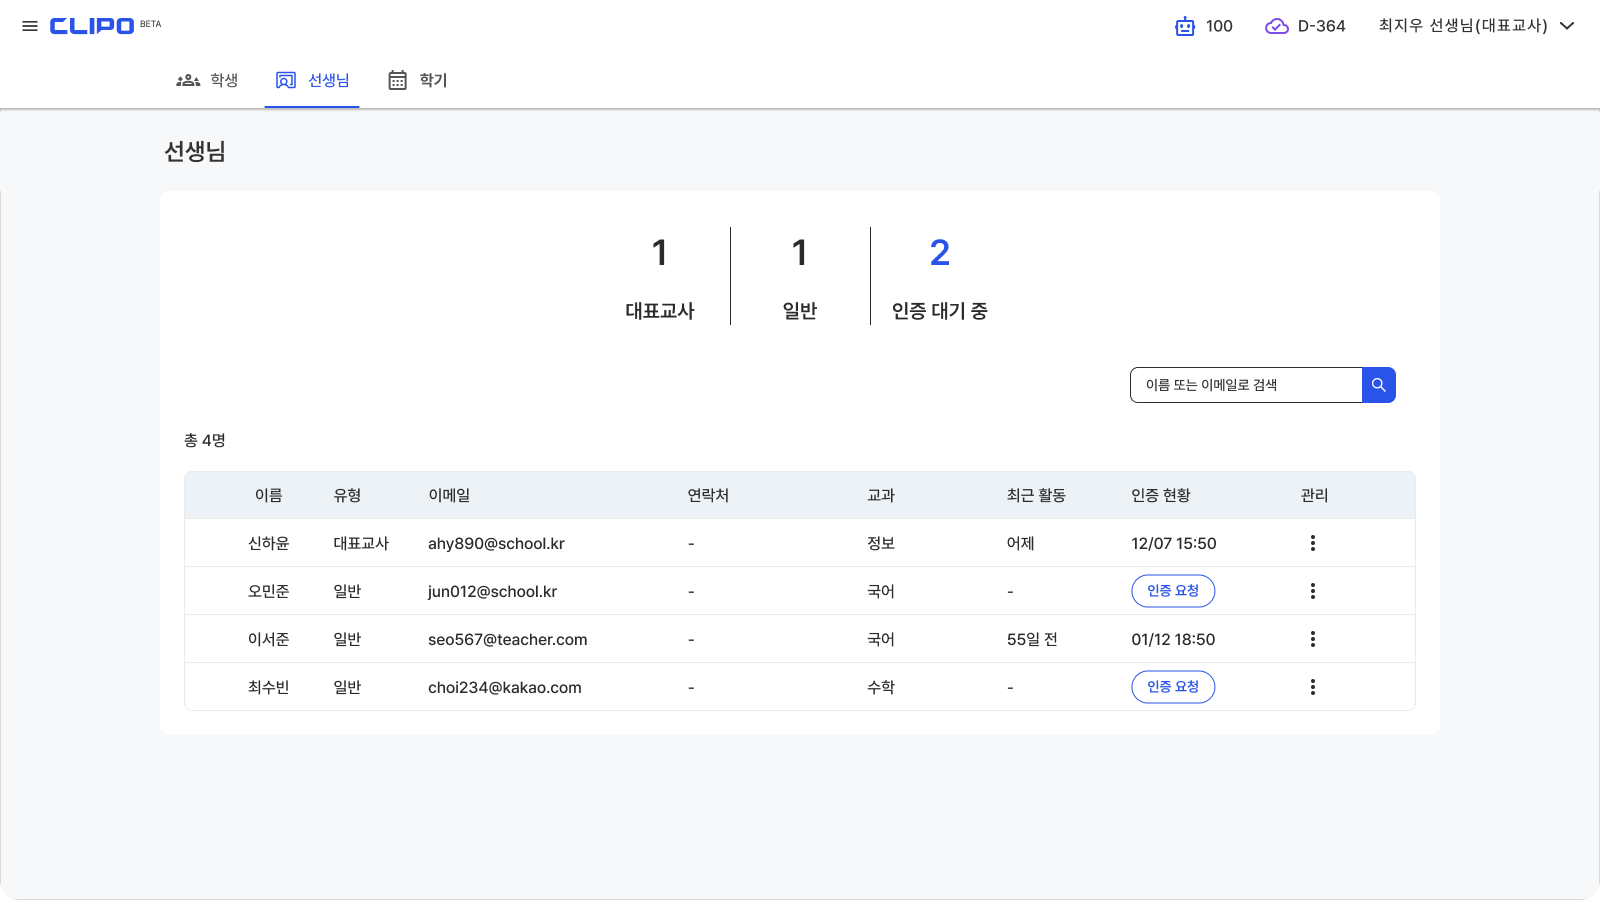 CLIPO BETA 100 D-364 최지우 선생님(대표교사)
학생 선생님 학기
선생님
1 1 2
대표교사 일반 인증 대기 중
이름 또는 이메일로 검색
총 4명
이름 유형 이메일 연락처 교과 최근 활동 인증 현황 관리
신하윤 대표교사 ahy890@school.kr - 정보 어제 12/07 15:50
오민준 일반 jun012@school.kr - 국어 - 인증 요청
이서준 일반 seo567@teacher.com - 국어 55일 전 01/12 18:50
최수빈 일반 choi234@kakao.com - 수학 - 인증 요청